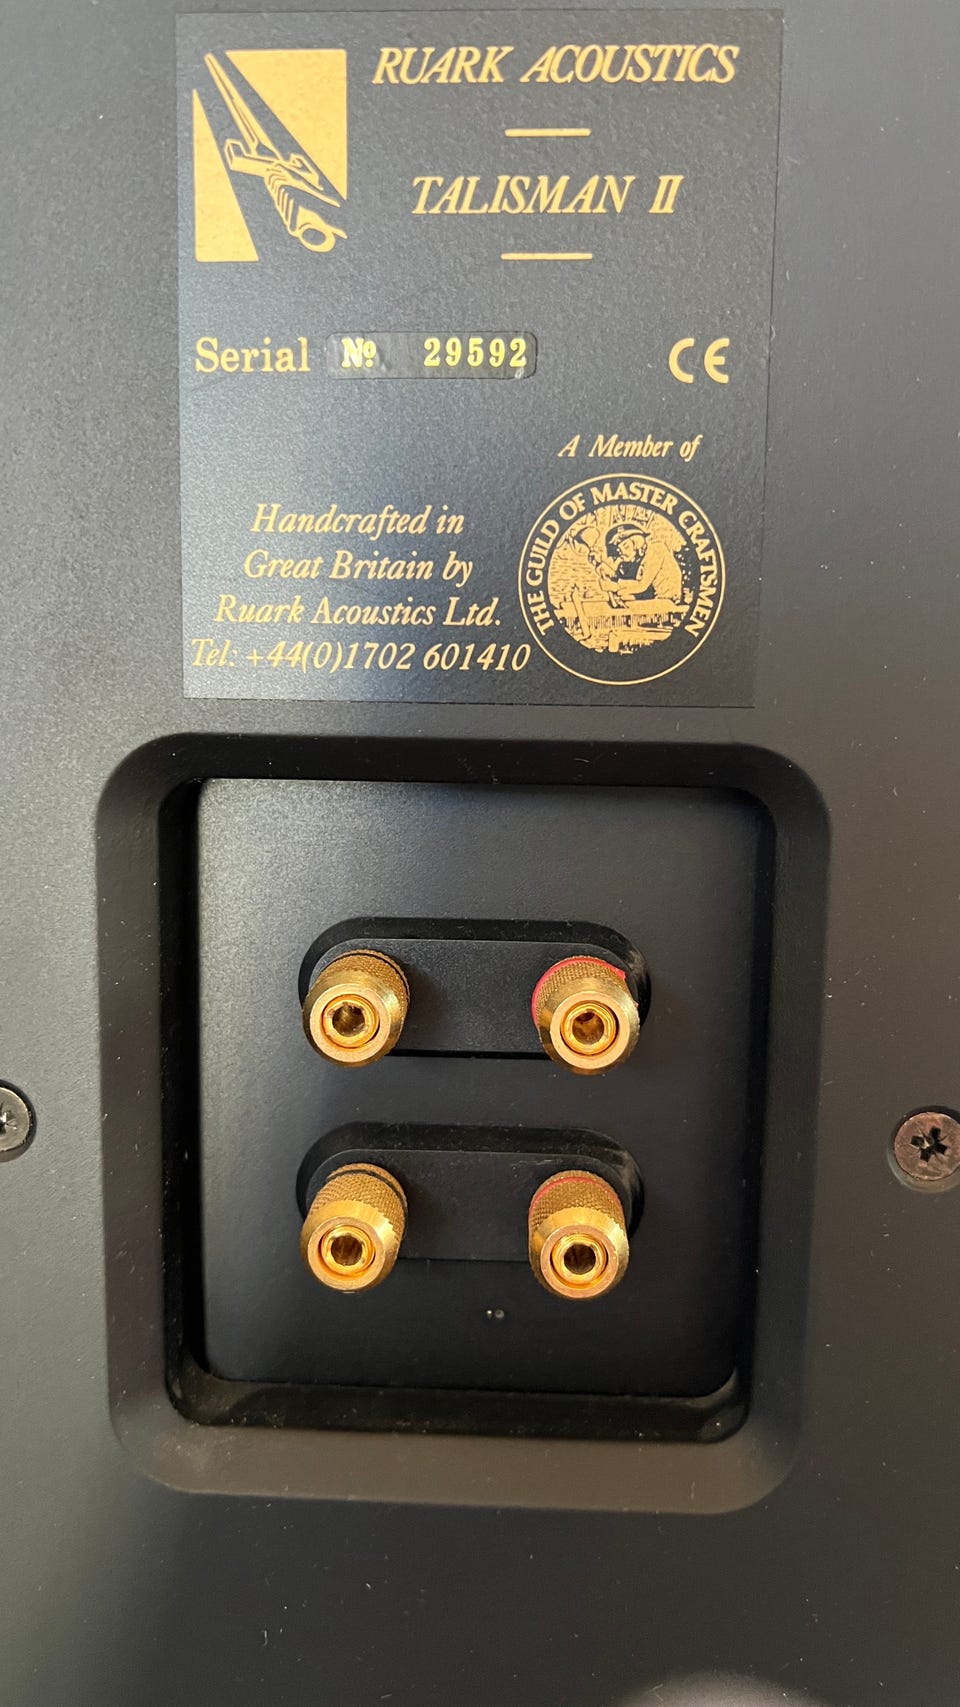 RUARK ACOUSTICS
TALISMAN II
Serial Nº 29592
CE
A Member of
THE GUILD OF MASTER CRAFTSMEN
Handcrafted in
Great Britain by
Ruark Acoustics Ltd.
Tel: +44(0)1702 601410